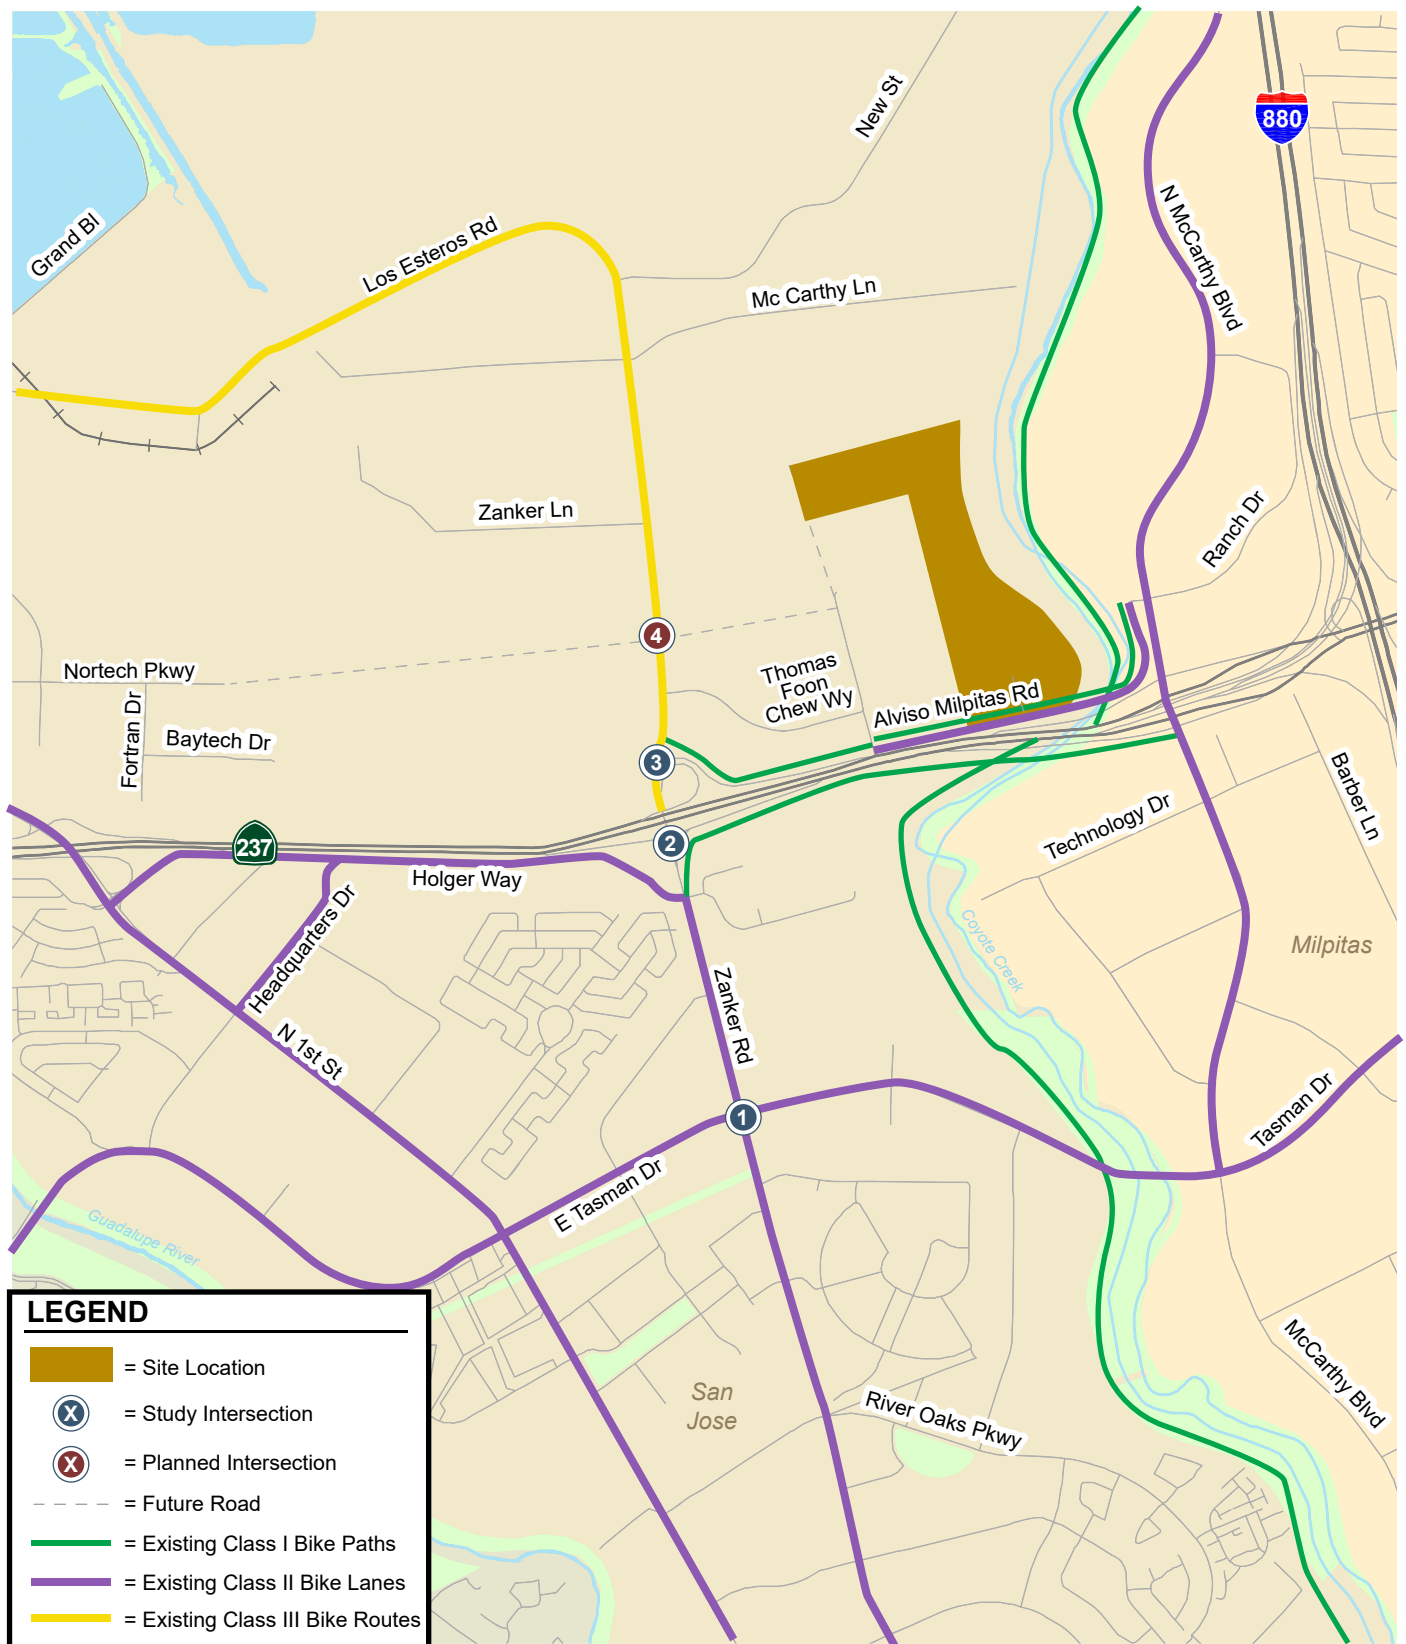 New St
880
N McCarthy Blvd
Grand Bl
Los Esteros Rd
Mc Carthy Ln
Zanker Ln
Ranch Dr
4
Nortech Pkwy
Thomas
Foon
Chew Wy
Alviso Milpitas Rd
Fortran Dr
Baytech Dr
3
Barber Ln
Technology Dr
2
237
Holger Way
Headquarters Dr
Coyote Creek
Milpitas
Zanker Rd
N 1st St
Tasman Dr
1
E Tasman Dr
Guadalupe River
McCarthy Blvd
San
Jose
River Oaks Pkwy
LEGEND
= Site Location
X = Study Intersection
X = Planned Intersection
= Future Road
= Existing Class I Bike Paths
= Existing Class II Bike Lanes
= Existing Class III Bike Routes